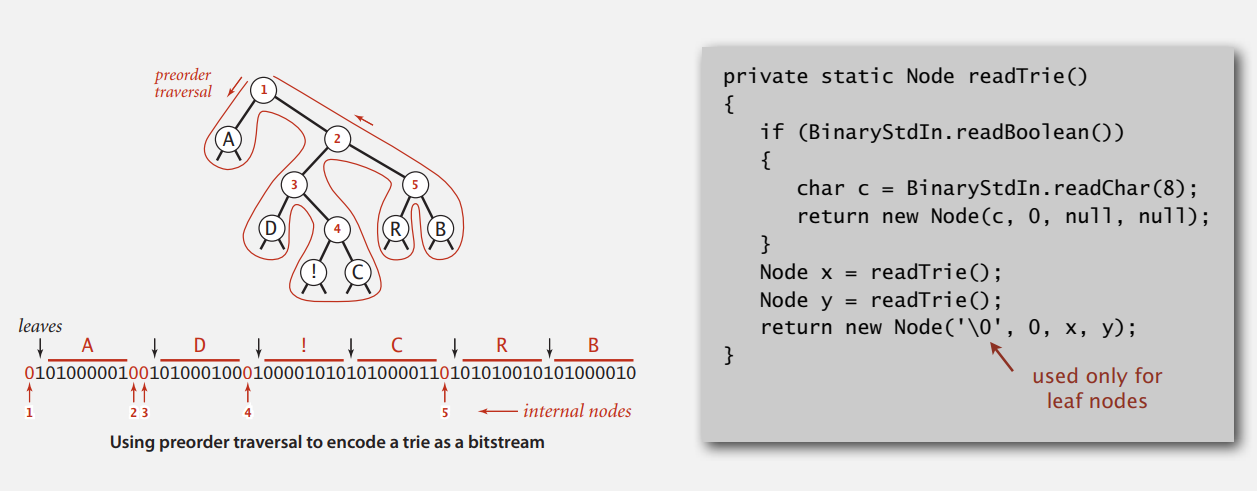 preorder
traversal
1
A
2
3
5
D
4
R
B
!
C
leaves
A D ! C R B
01010000010010100010001000010101010000110101010010101000010
1 2 3 4 5
internal nodes
Using preorder traversal to encode a trie as a bitstream
private static Node readTrie()
{
if (BinaryStdIn.readBoolean())
{
char c = BinaryStdIn.readChar(8);
return new Node(c, 0, null, null);
}
Node x = readTrie();
Node y = readTrie();
return new Node('\0', 0, x, y);
}
used only for
leaf nodes